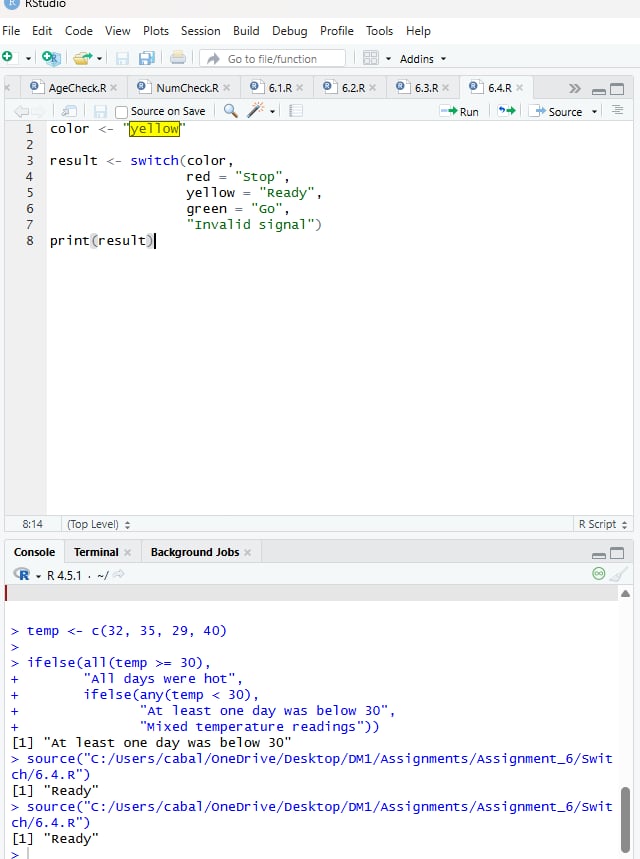 RStudio
File Edit Code View Plots Session Build Debug Profile Tools Help
Go to file/function Addins
AgeCheck.R NumCheck.R 6.1.R 6.2.R 6.3.R 6.4.R
Source on Save Run Source
1 color <- "yellow"
2
3 result <- switch(color,
4 red = "Stop",
5 yellow = "Ready",
6 green = "Go",
7 "Invalid signal")
8 print(result)
8:14 (Top Level) R Script
Console Terminal Background Jobs
R 4.5.1 · ~/
> temp <- c(32, 35, 29, 40)
>
> ifelse(all(temp >= 30),
+ "All days were hot",
+ ifelse(any(temp < 30),
+ "At least one day was below 30",
+ "Mixed temperature readings"))
[1] "At least one day was below 30"
> source("C:/Users/cabal/OneDrive/Desktop/DM1/Assignments/Assignment_6/Swit
ch/6.4.R")
[1] "Ready"
> source("C:/Users/cabal/OneDrive/Desktop/DM1/Assignments/Assignment_6/Swit
ch/6.4.R")
[1] "Ready"
>